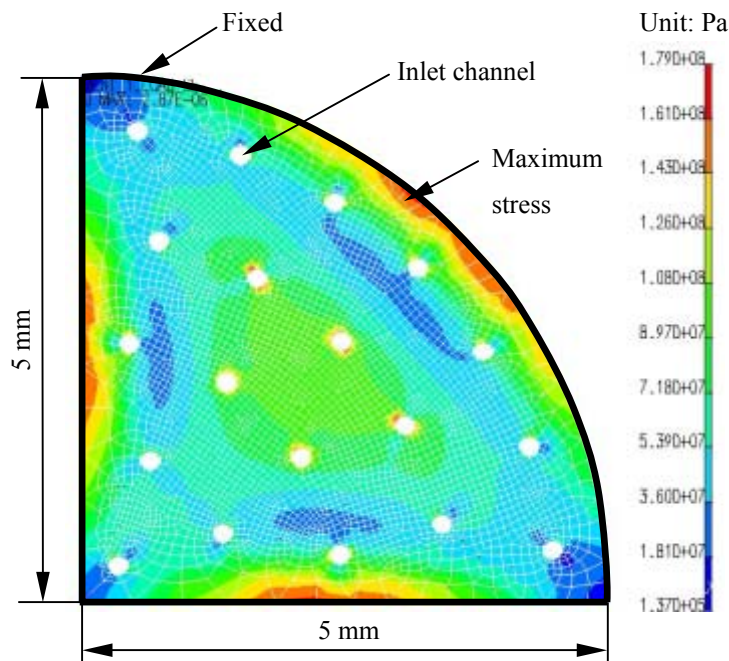 Fixed
Unit: Pa
Inlet channel
Maximum
stress
5 mm
5 mm
1.790+08
1.610+08
1.430+08
1.260+08
1.080+08
8.970+07
7.180+07
5.390+07
3.600+07
1.810+07
1.370+05